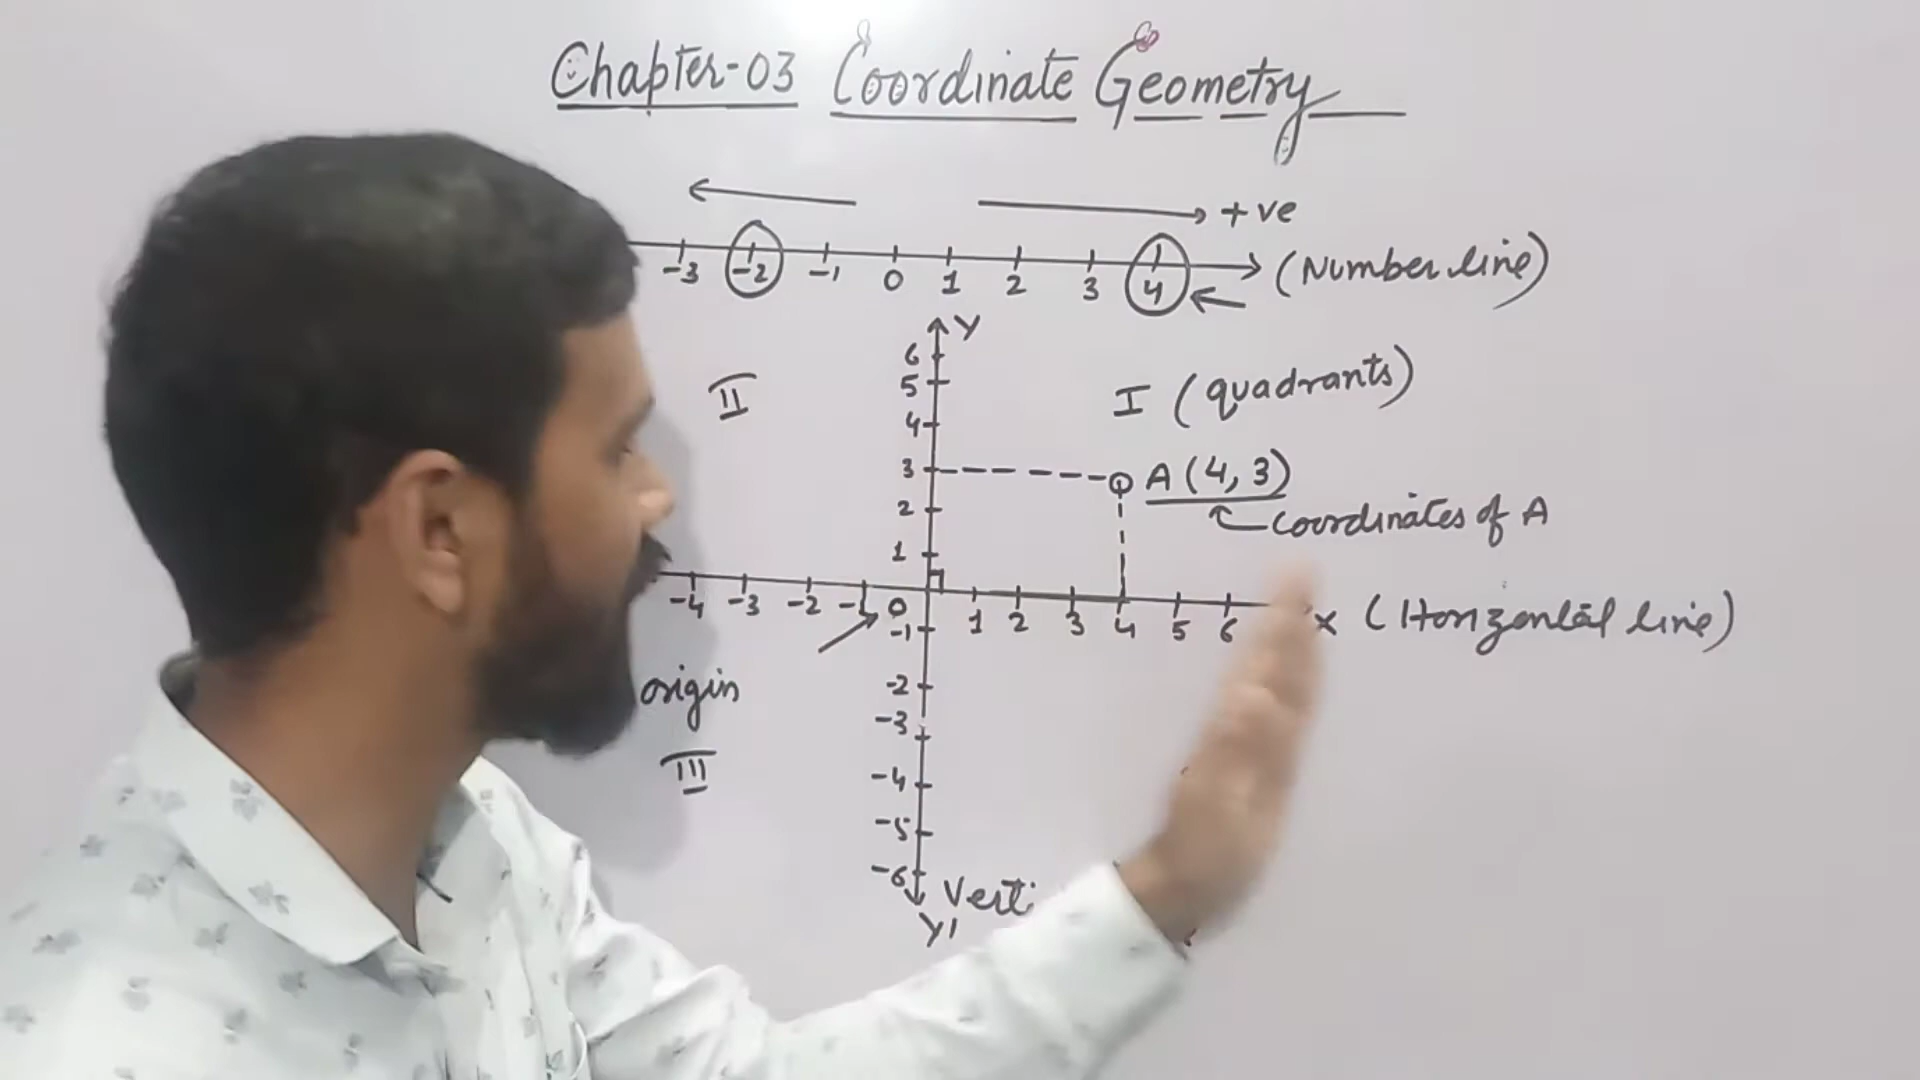 Chapter-03 Coordinate Geometry
+ve
-3 -2 -1 0 1 2 3 4 (Number line)
Y
6
5
4
3
2
1
II
I (quadrants)
A (4, 3)
coordinates of A
-4 -3 -2 -1 0 1 2 3 4 5 6 x (Horizontal line)
origin
III
-1
-2
-3
-4
-5
-6
Y'